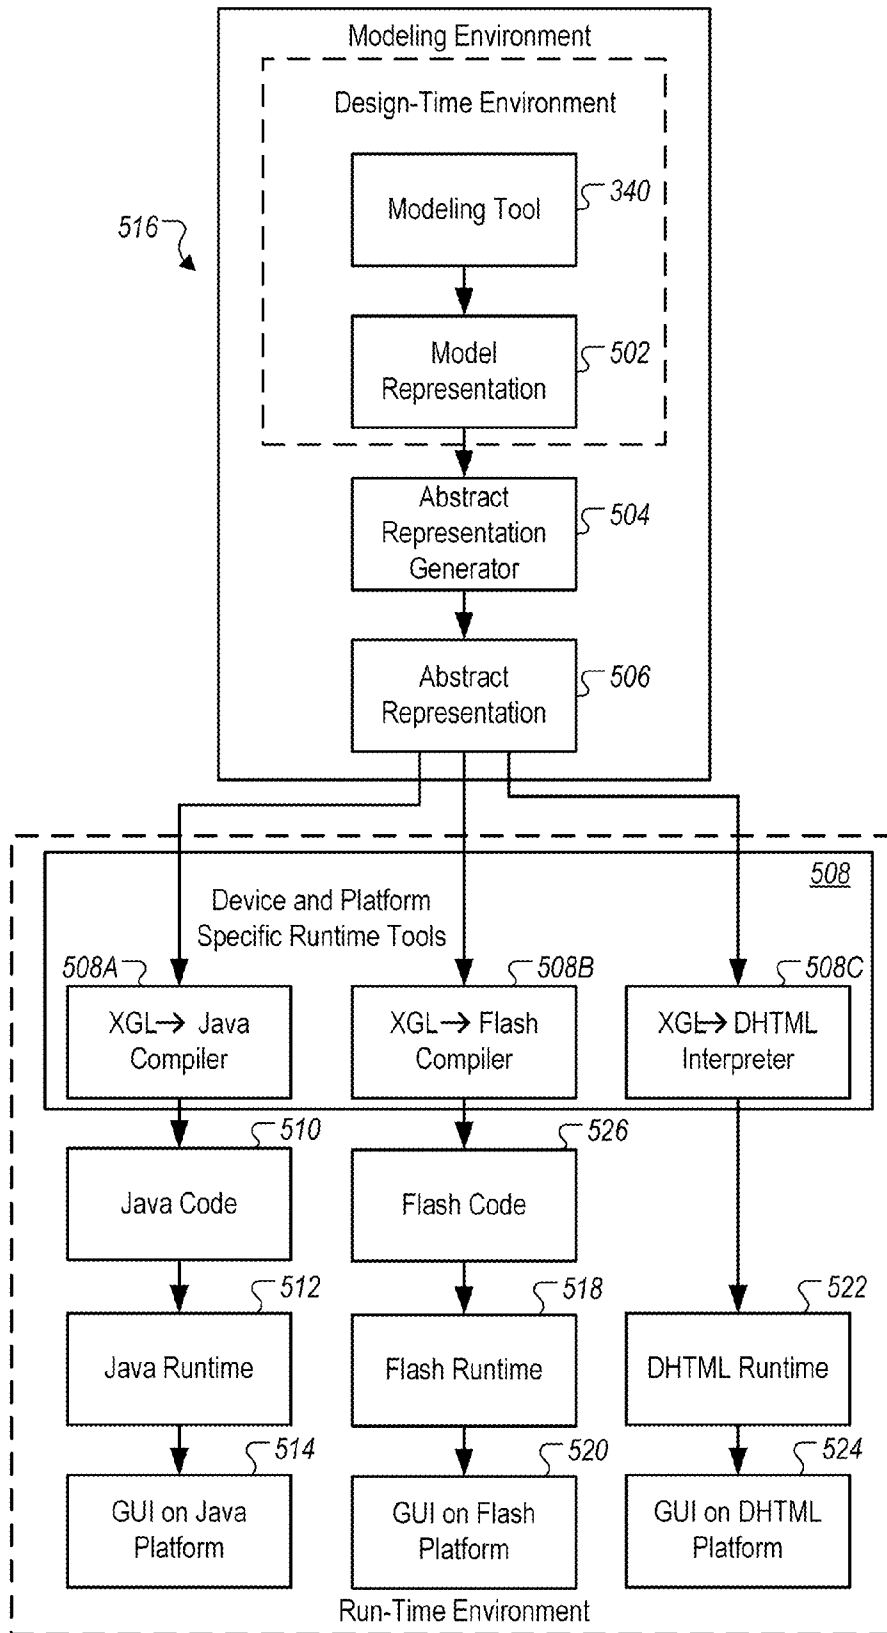 Modeling Environment
Design-Time Environment
Modeling Tool
340
516
Model
Representation
502
Abstract
Representation
Generator
504
Abstract
Representation
506
508
Device and Platform
Specific Runtime Tools
508A
508B
508C
XGL→ Java
Compiler
XGL→ Flash
Compiler
XGL→ DHTML
Interpreter
510
526
Java Code
Flash Code
512
518
522
Java Runtime
Flash Runtime
DHTML Runtime
514
520
524
GUI on Java
Platform
GUI on Flash
Platform
GUI on DHTML
Platform
Run-Time Environment